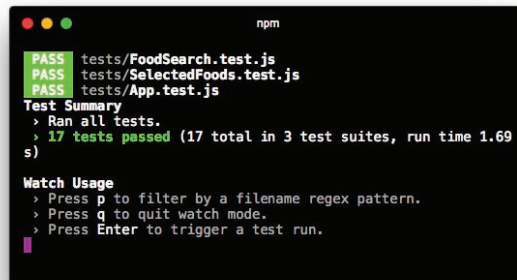 npm
PASS tests/FoodSearch.test.js
PASS tests/SelectedFoods.test.js
PASS tests/App.test.js
Test Summary
› Ran all tests.
› 17 tests passed (17 total in 3 test suites, run time 1.69
s)
Watch Usage
› Press p to filter by a filename regex pattern.
› Press q to quit watch mode.
› Press Enter to trigger a test run.